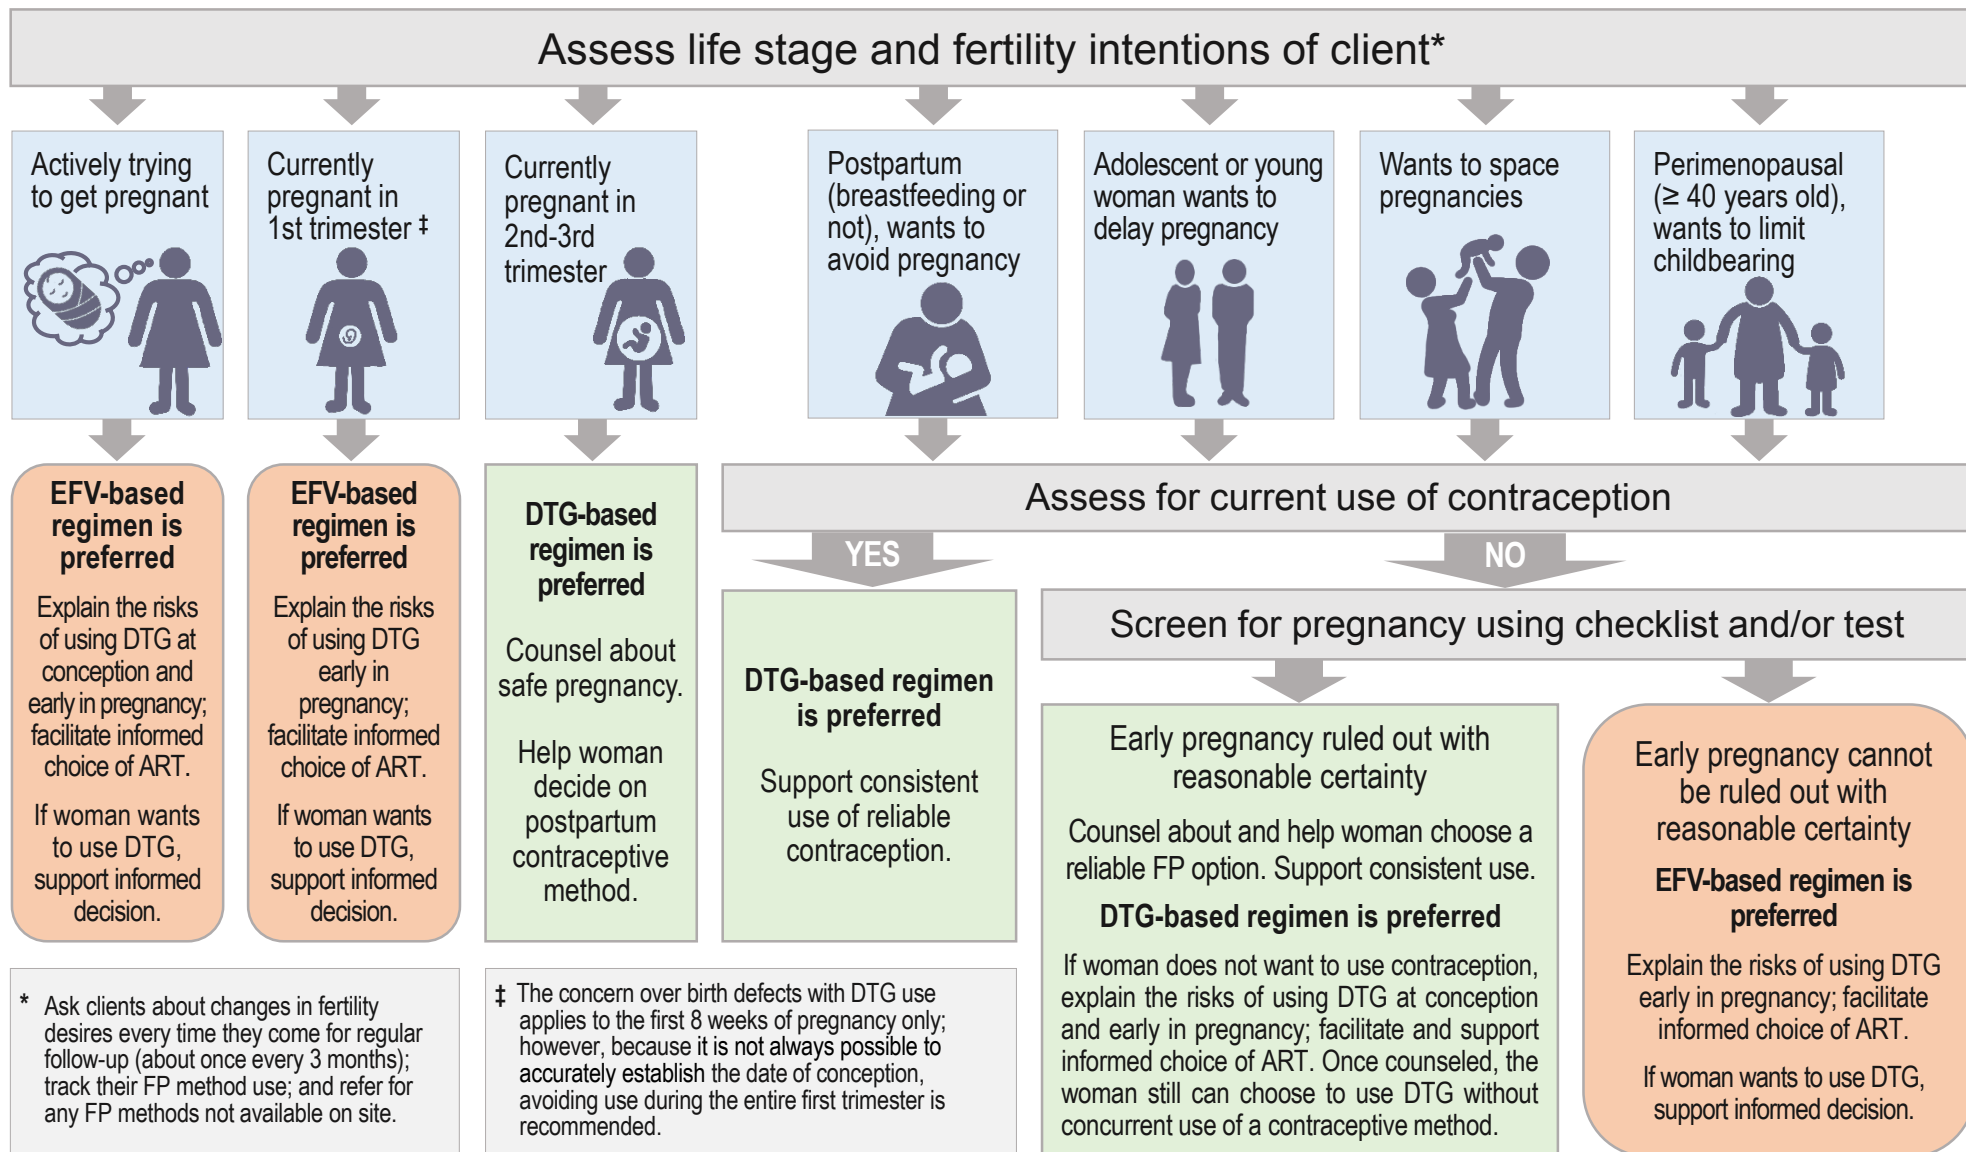 Assess life stage and fertility intentions of client*
Actively trying
to get pregnant
Currently
pregnant in
1st trimester ‡
Currently
pregnant in
2nd-3rd
trimester
Postpartum
(breastfeeding or
not), wants to
avoid pregnancy
Adolescent or young
woman wants to
delay pregnancy
Wants to space
pregnancies
Perimenopausal
(≥ 40 years old),
wants to limit
childbearing
EFV-based
regimen is
preferred
Explain the risks
of using DTG at
conception and
early in pregnancy;
facilitate informed
choice of ART.
If woman wants
to use DTG,
support informed
decision.
EFV-based
regimen is
preferred
Explain the risks
of using DTG
early in
pregnancy;
facilitate informed
choice of ART.
If woman wants
to use DTG,
support informed
decision.
DTG-based
regimen is
preferred
Counsel about
safe pregnancy.
Help woman
decide on
postpartum
contraceptive
method.
Assess for current use of contraception
YES
NO
DTG-based regimen
is preferred
Support consistent
use of reliable
contraception.
Screen for pregnancy using checklist and/or test
Early pregnancy ruled out with
reasonable certainty
Counsel about and help woman choose a
reliable FP option. Support consistent use.
DTG-based regimen is preferred
If woman does not want to use contraception,
explain the risks of using DTG at conception
and early in pregnancy; facilitate and support
informed choice of ART. Once counseled, the
woman still can choose to use DTG without
concurrent use of a contraceptive method.
Early pregnancy cannot
be ruled out with
reasonable certainty
EFV-based regimen is
preferred
Explain the risks of using DTG
early in pregnancy; facilitate
informed choice of ART.
If woman wants to use DTG,
support informed decision.
* Ask clients about changes in fertility
desires every time they come for regular
follow-up (about once every 3 months);
track their FP method use; and refer for
any FP methods not available on site.
‡ The concern over birth defects with DTG use
applies to the first 8 weeks of pregnancy only;
however, because it is not always possible to
accurately establish the date of conception,
avoiding use during the entire first trimester is
recommended.